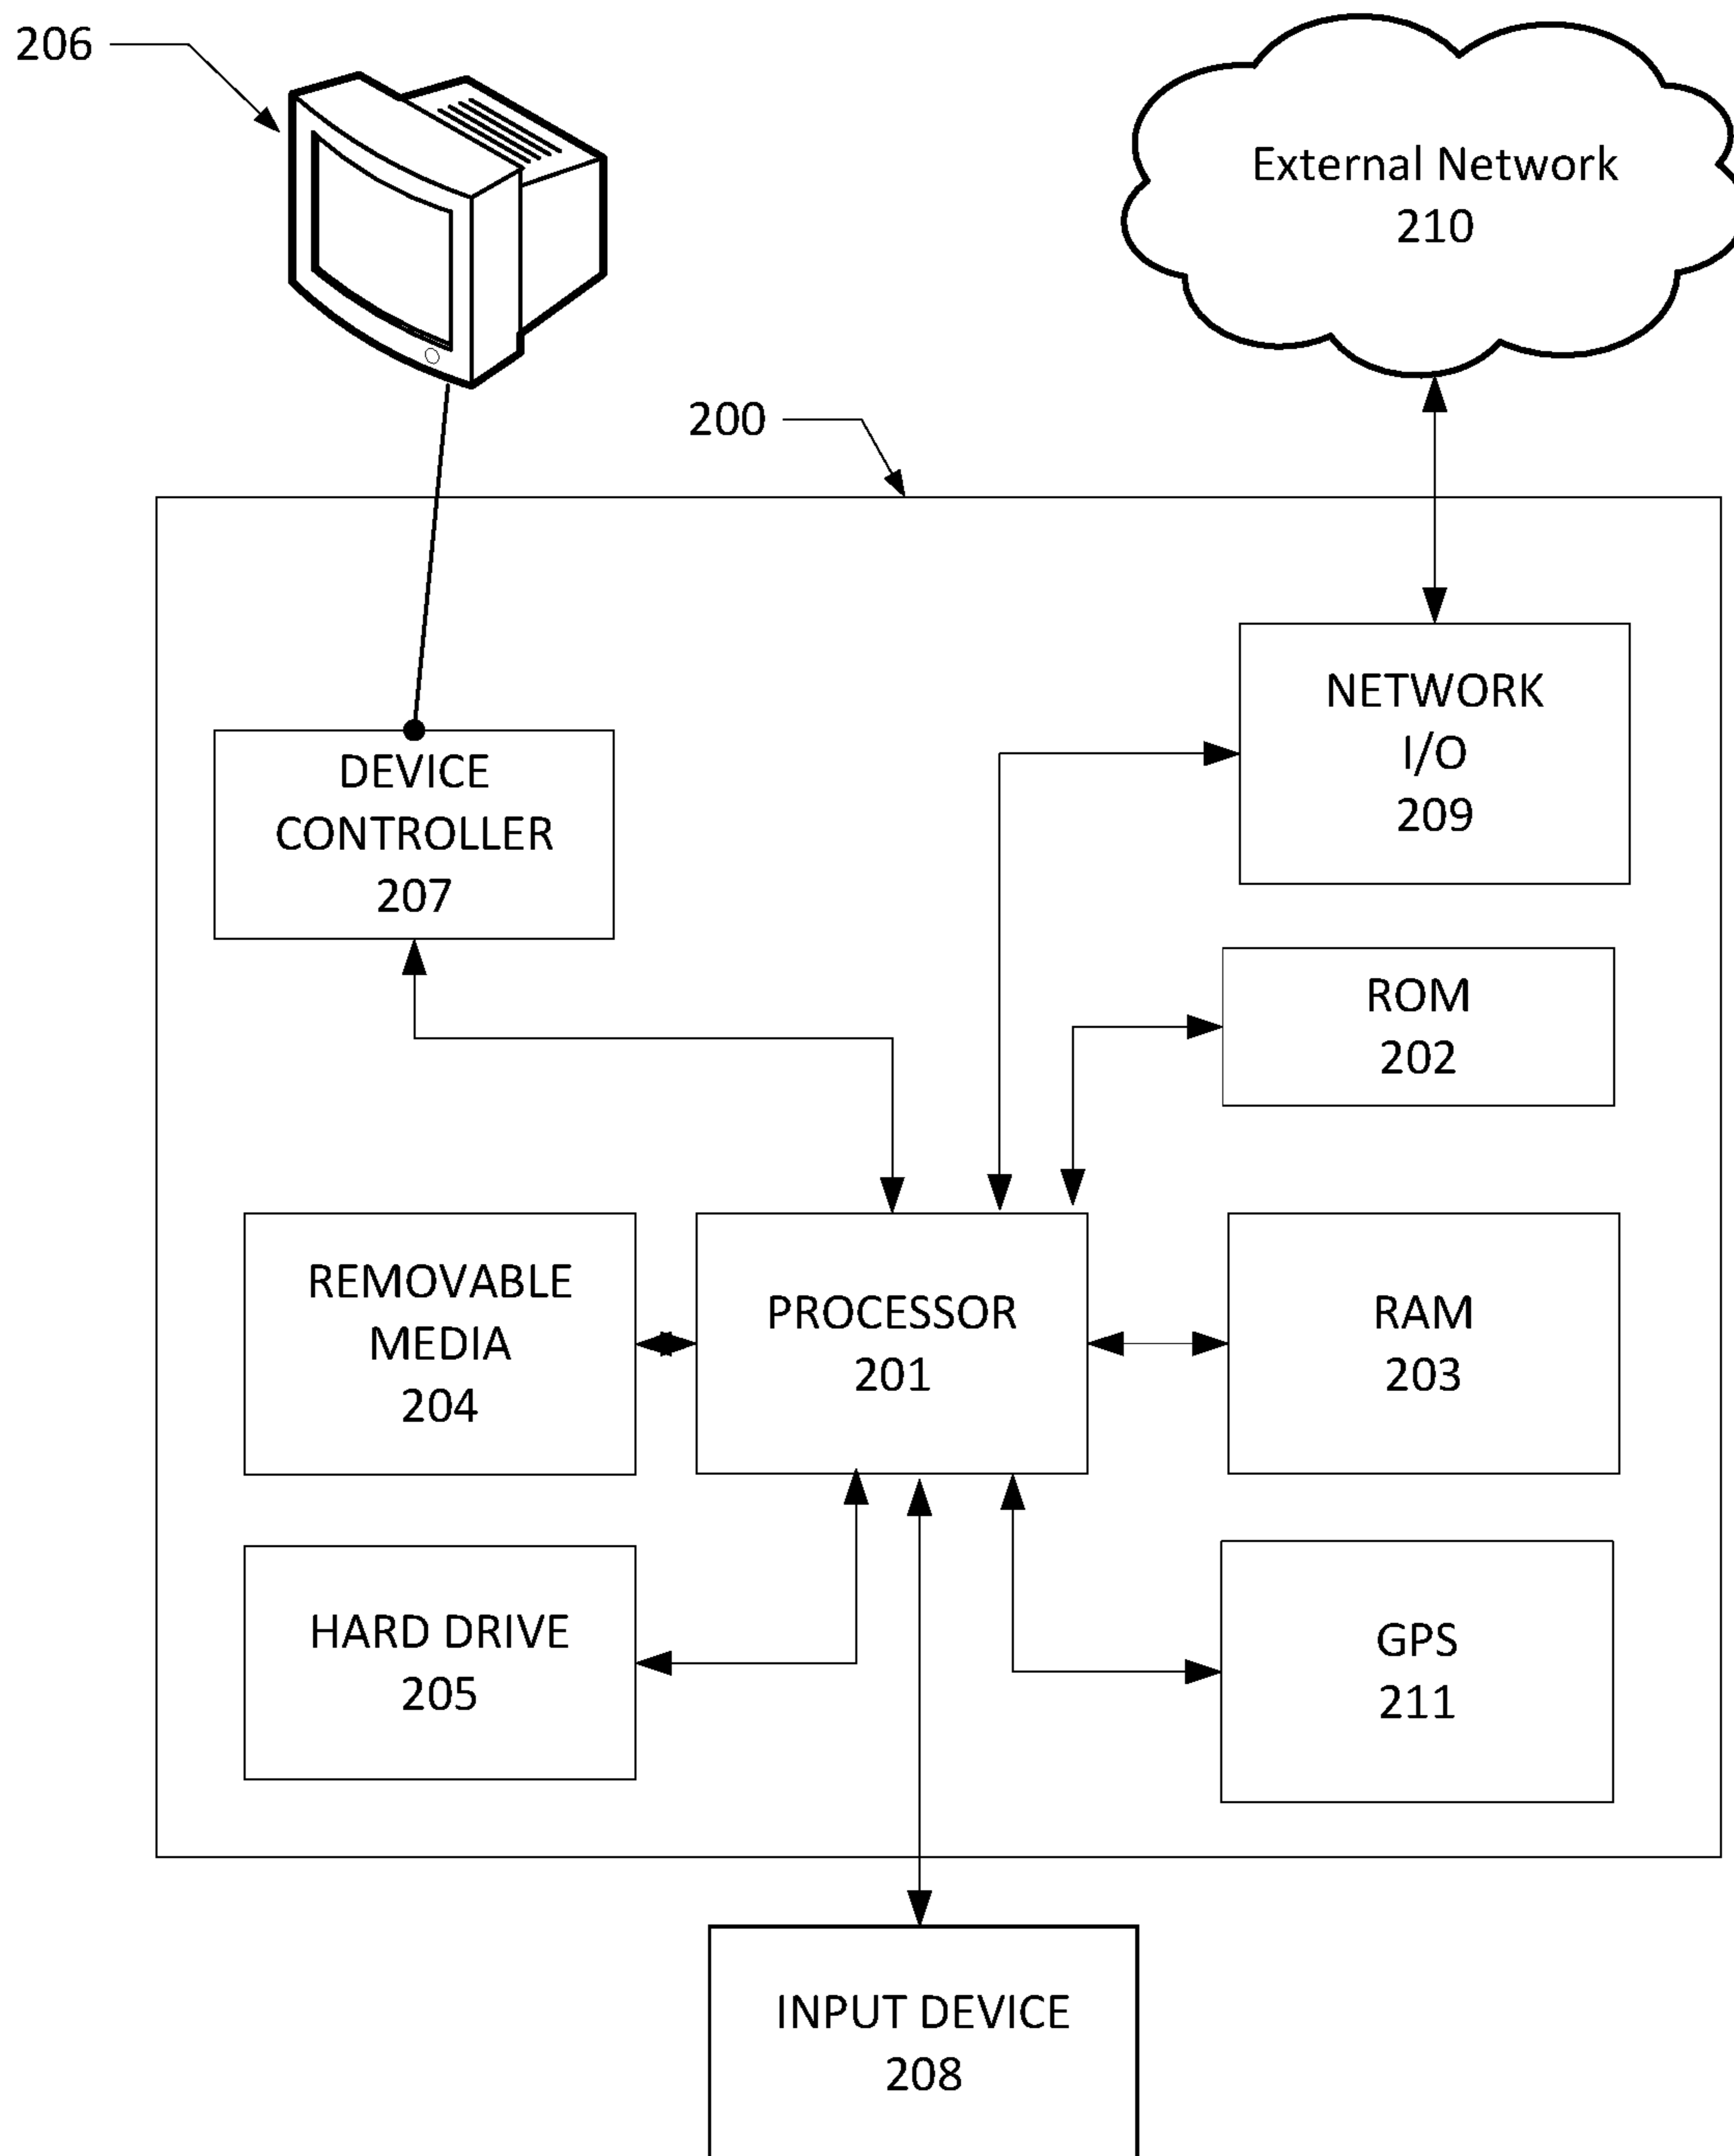 206
External Network
210
200
NETWORK
I/O
209
DEVICE
CONTROLLER
207
ROM
202
REMOVABLE
MEDIA
204
PROCESSOR
201
RAM
203
HARD DRIVE
205
GPS
211
INPUT DEVICE
208